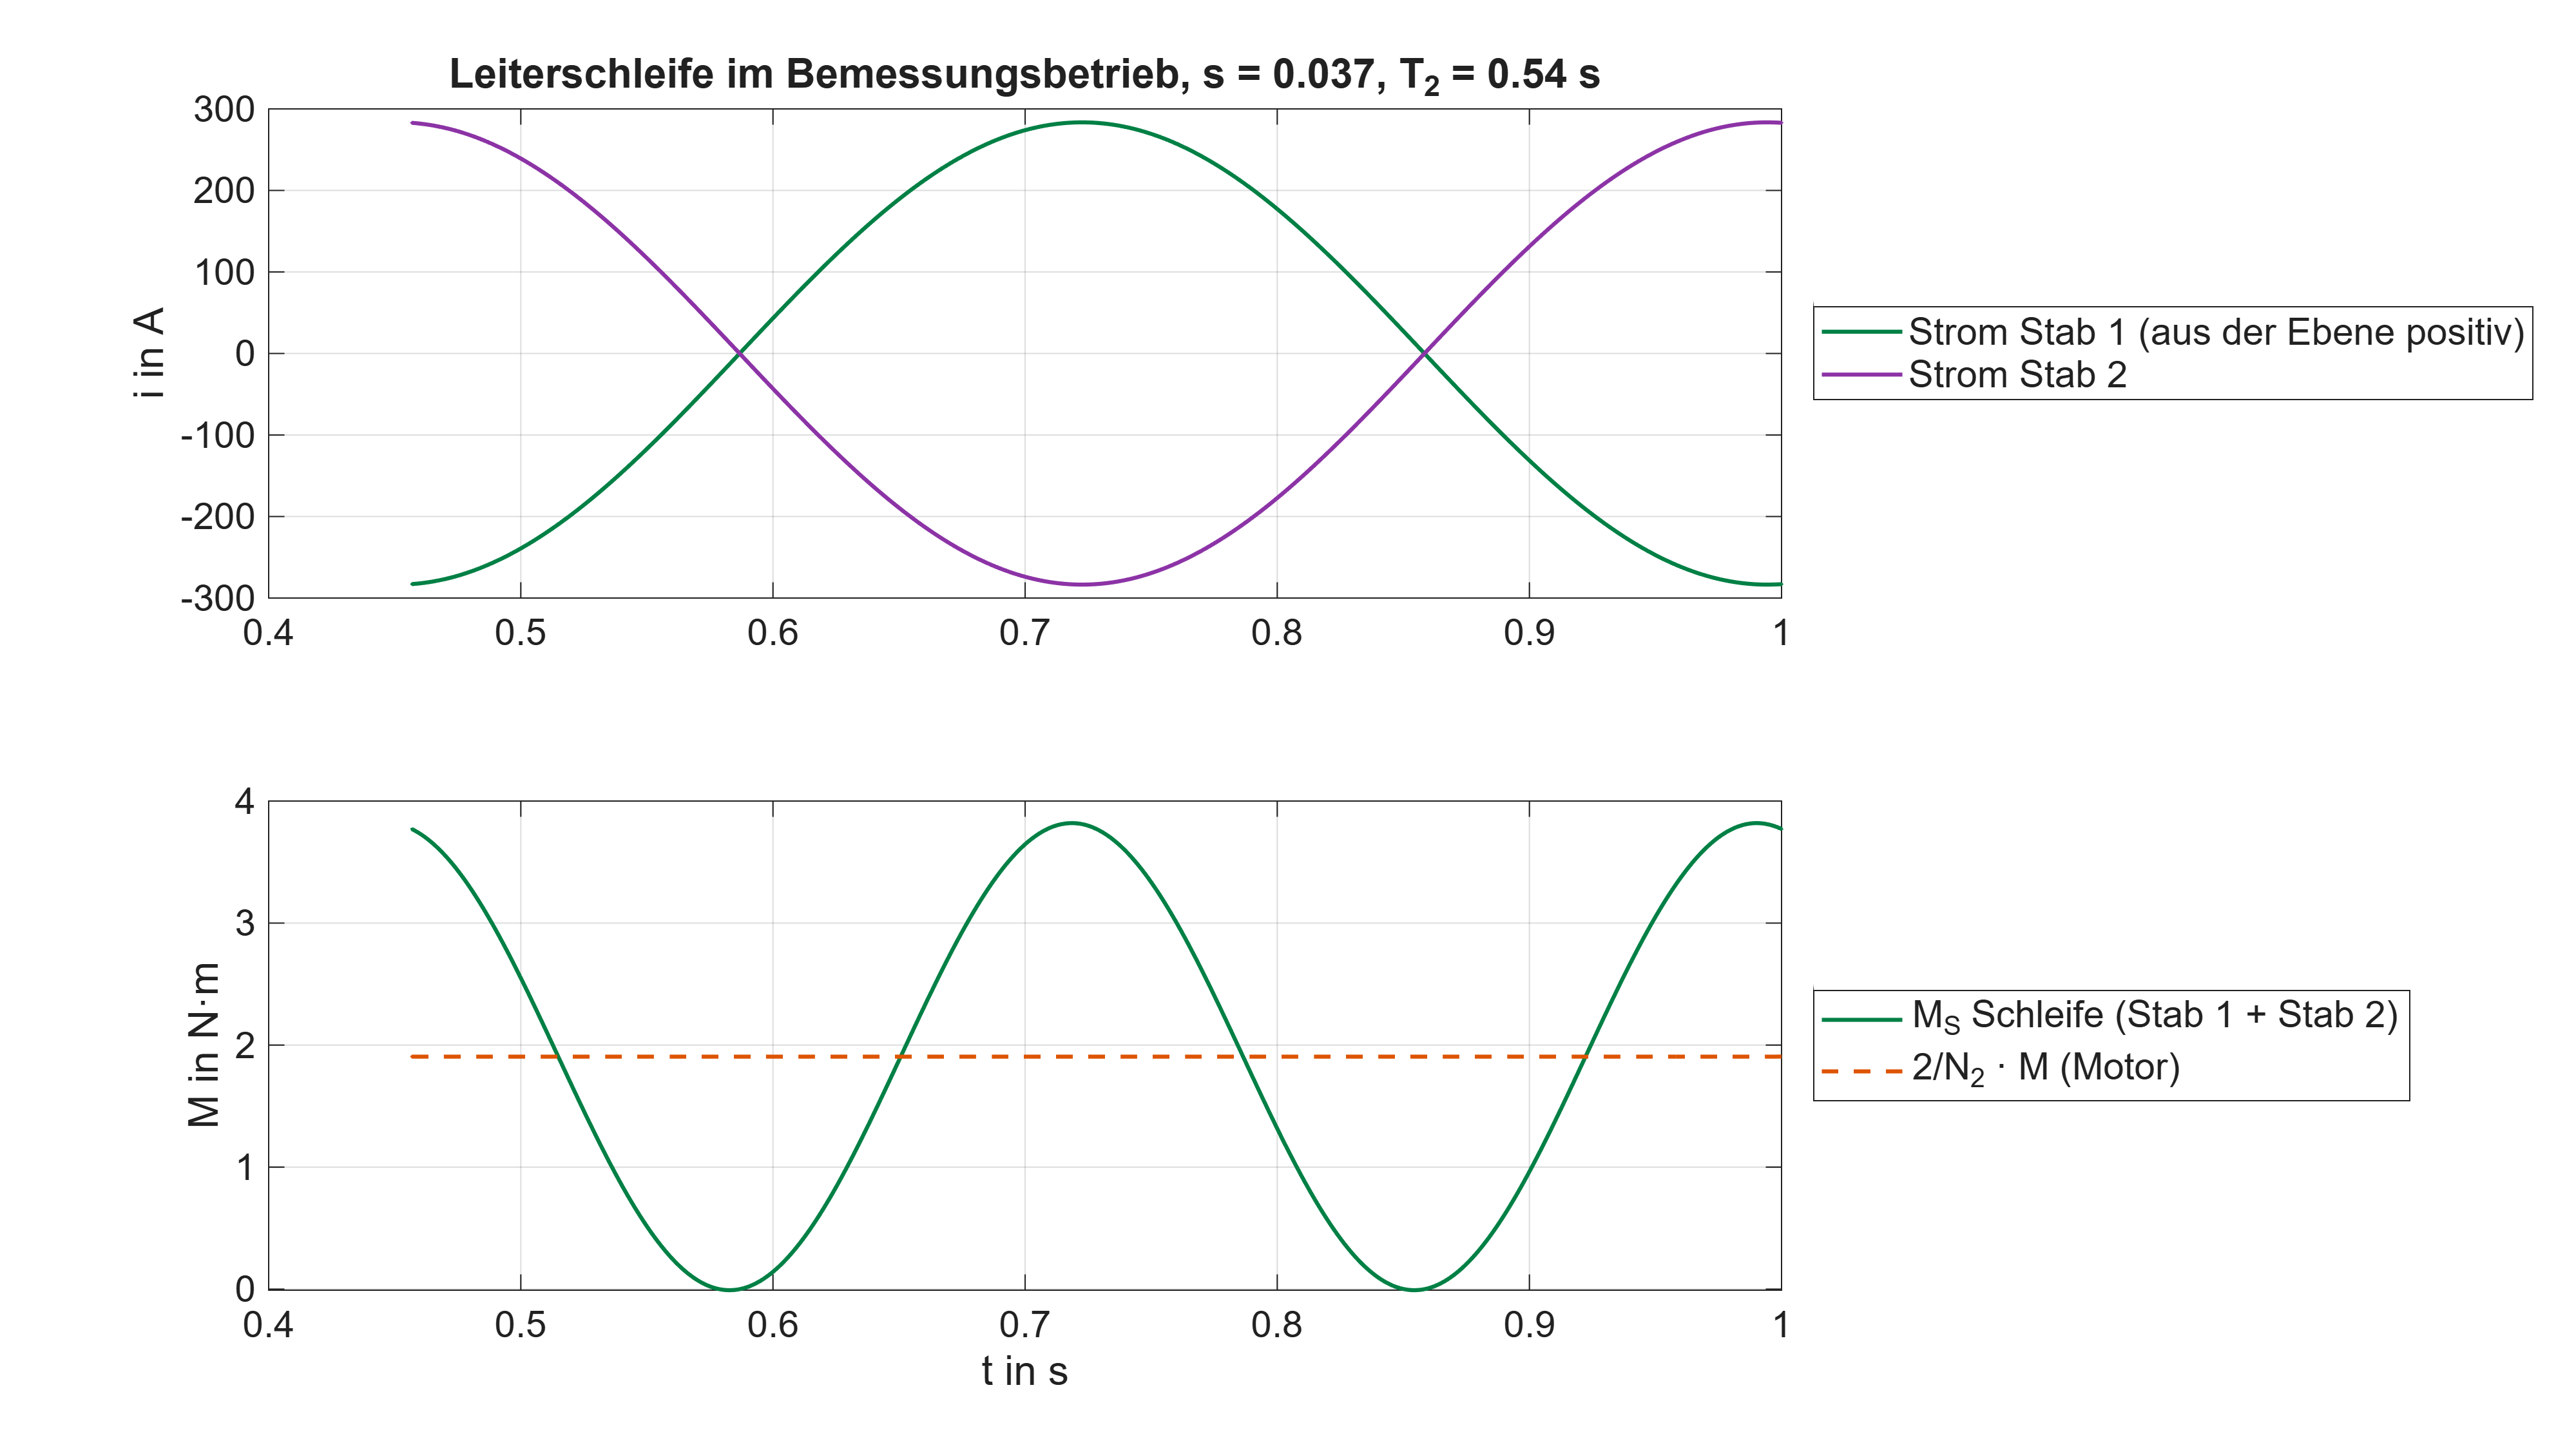 Leiterschleife im Bemessungsbetrieb, s = 0.037, T₂ = 0.54 s
300
200
100
0
-100
-200
-300
i in A
0.4 0.5 0.6 0.7 0.8 0.9 1
Strom Stab 1 (aus der Ebene positiv)
Strom Stab 2
4
3
2
1
0
M in N·m
0.4 0.5 0.6 0.7 0.8 0.9 1
t in s
M_S Schleife (Stab 1 + Stab 2)
2/N₂ · M (Motor)